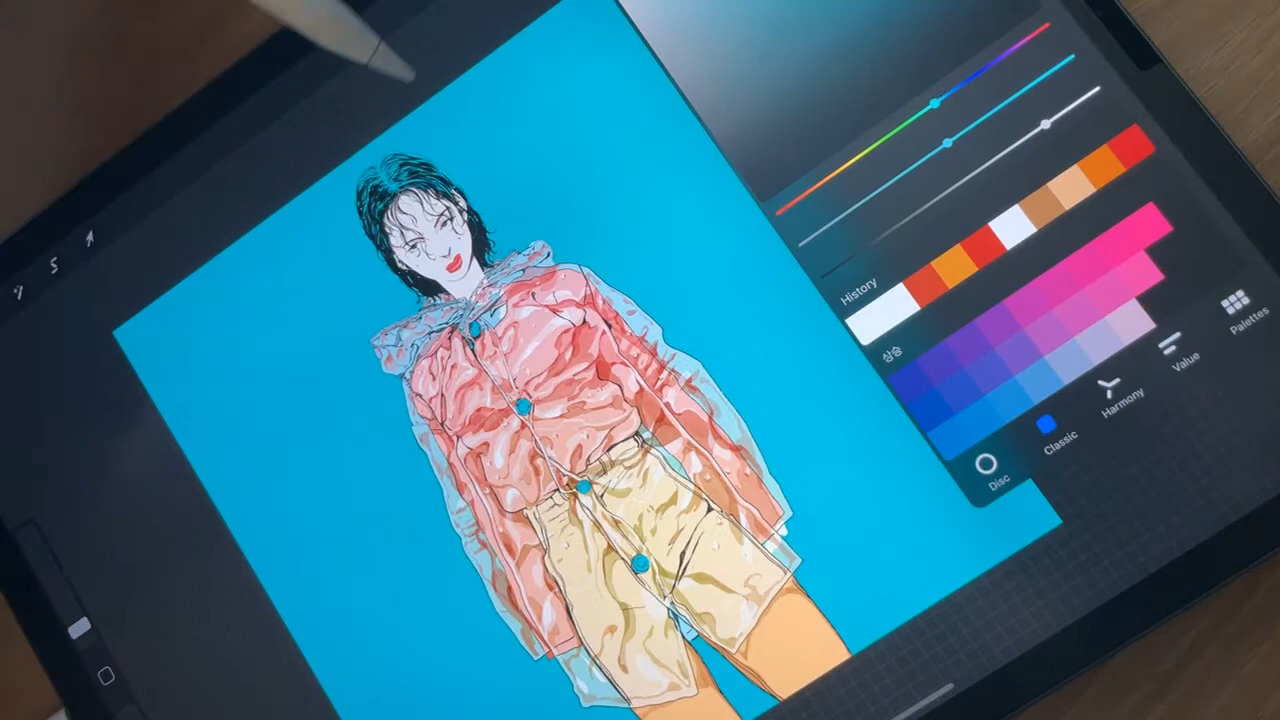 History
상승
Disc
Classic
Harmony
Value
Palettes